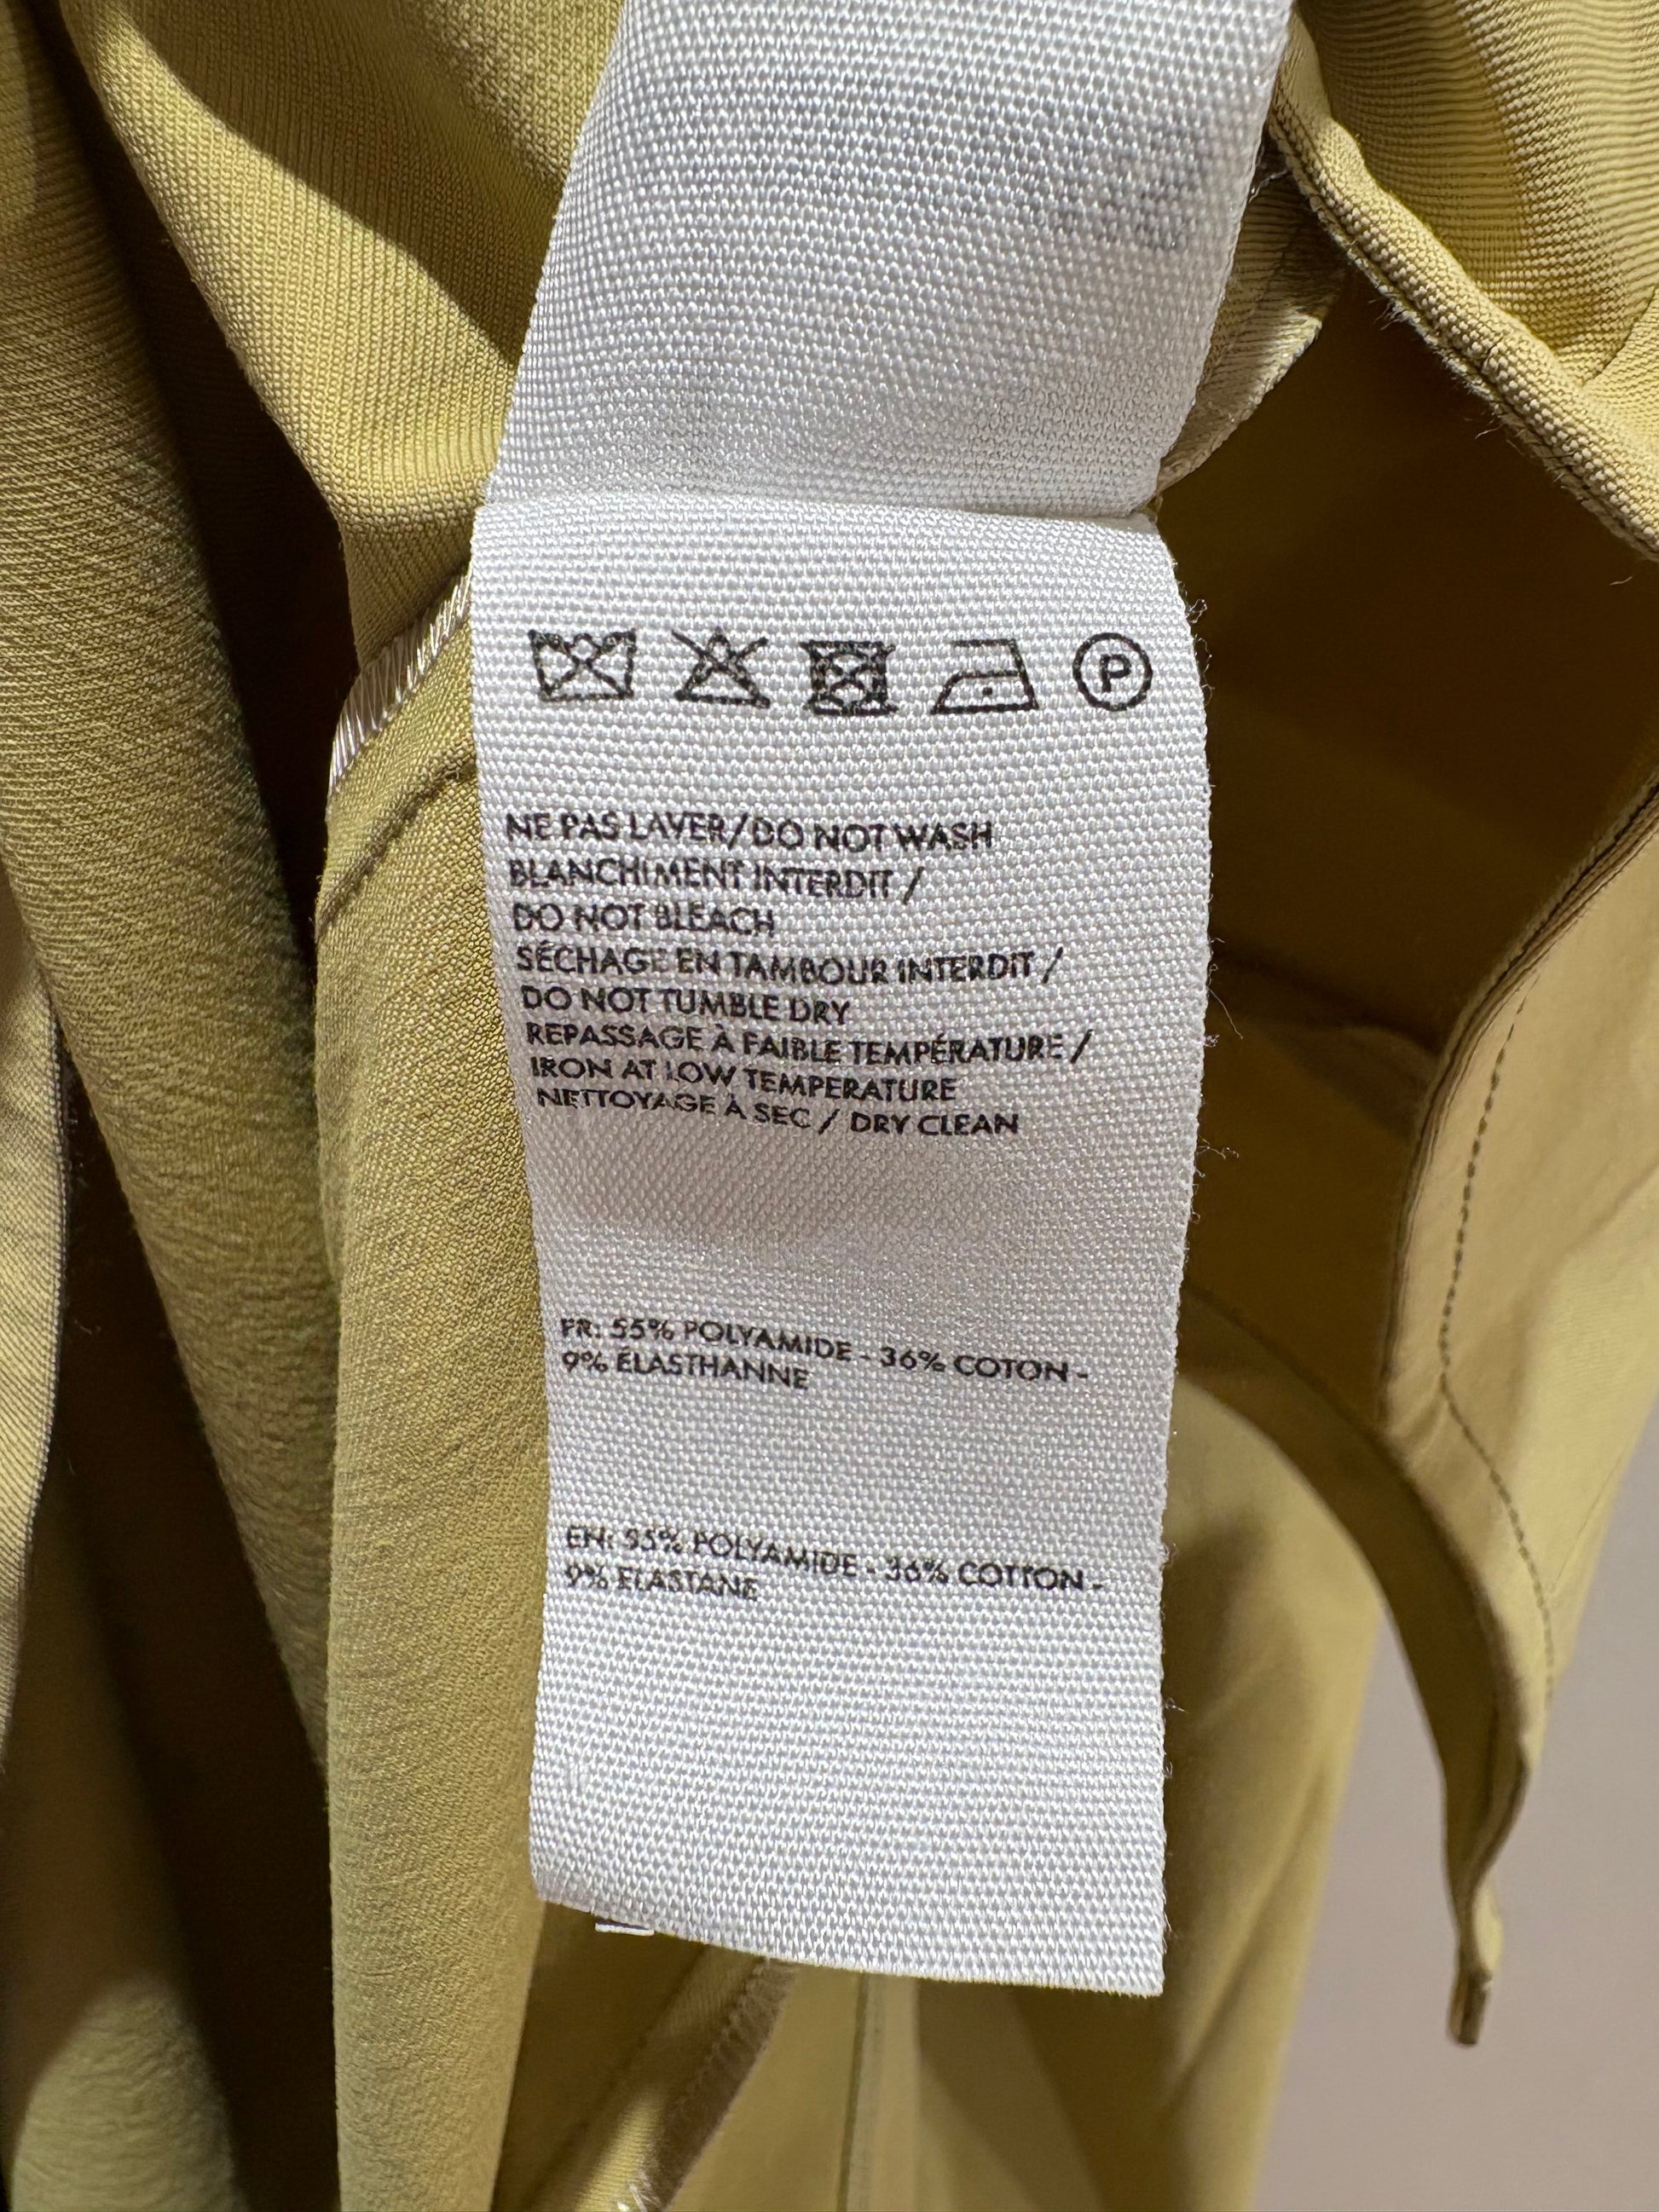 P
NE PAS LAVER/DO NOT WASH
BLANCHIMENT INTERDIT /
DO NOT BLEACH
SÉCHAGE EN TAMBOUR INTERDIT /
DO NOT TUMBLE DRY
REPASSAGE À FAIBLE TEMPÉRATURE /
IRON AT LOW TEMPERATURE
NETTOYAGE À SEC / DRY CLEAN
FR: 55% POLYAMIDE - 36% COTON -
9% ÉLASTHANNE
EN: 55% POLYAMIDE - 36% COTTON -
9% ELASTANE